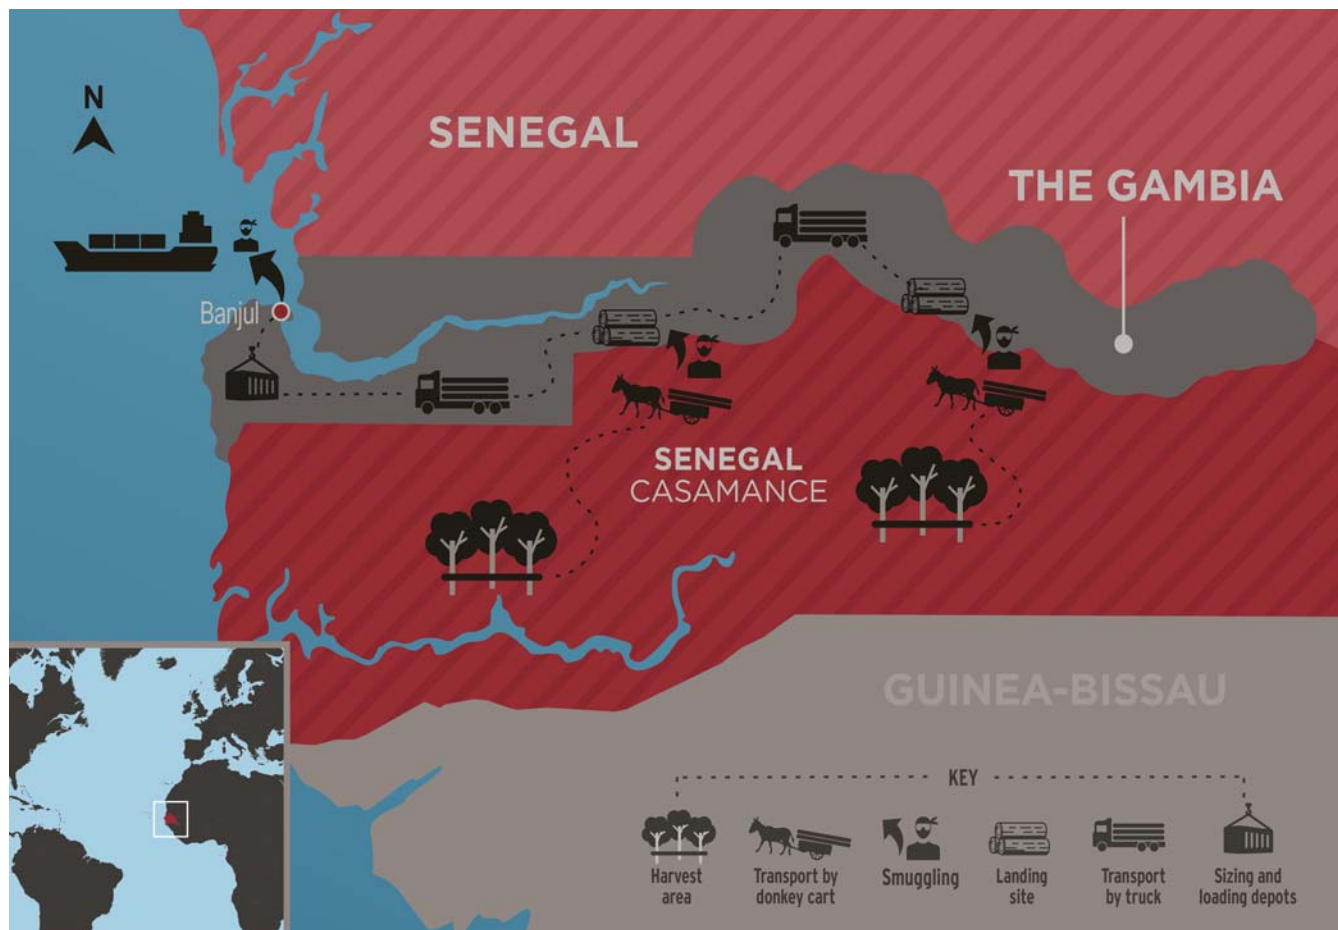 N
SENEGAL
THE GAMBIA
Banjul
SENEGAL
CASAMANCE
GUINEA-BISSAU
KEY
Harvest
area
Transport by
donkey cart
Smuggling
Landing
site
Transport
by truck
Sizing and
loading depots